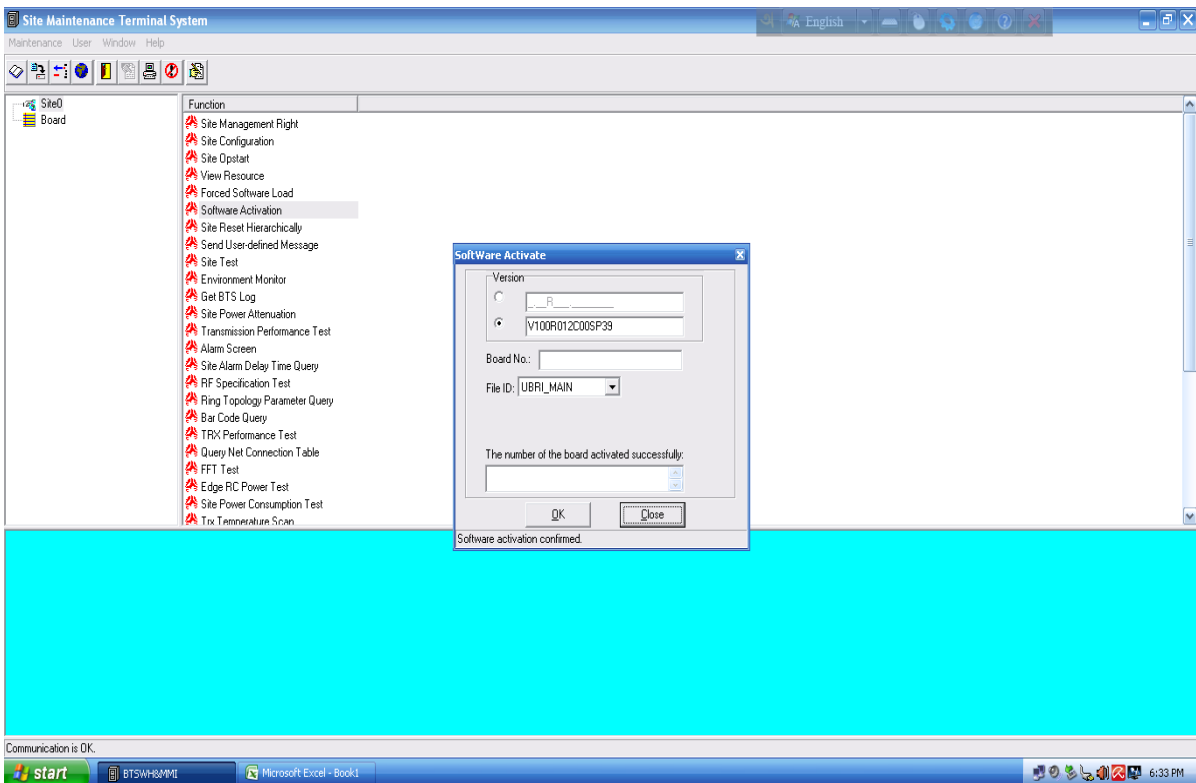 Site Maintenance Terminal System
English
Maintenance User Window Help
Site0
Board
Function
Site Management Right
Site Configuration
Site Opstart
View Resource
Forced Software Load
Software Activation
Site Reset Hierarchically
Send User-defined Message
Site Test
Environment Monitor
Get BTS Log
Site Power Attenuation
Transmission Performance Test
Alarm Screen
Site Alarm Delay Time Query
RF Specification Test
Ring Topology Parameter Query
Bar Code Query
TRX Performance Test
Query Net Connection Table
FFT Test
Edge RC Power Test
Site Power Consumption Test
Trx Temperature Scan
SoftWare Activate
Version
_.__R___._______
V100R012C00SP39
Board No.:
File ID: UBRI_MAIN
The number of the board activated successfully:
OK
Close
Software activation confirmed.
Communication is OK.
start
BTSWH&MMI
Microsoft Excel - Book1
6:33 PM